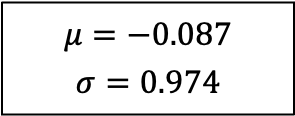 μ = −0.087
σ = 0.974